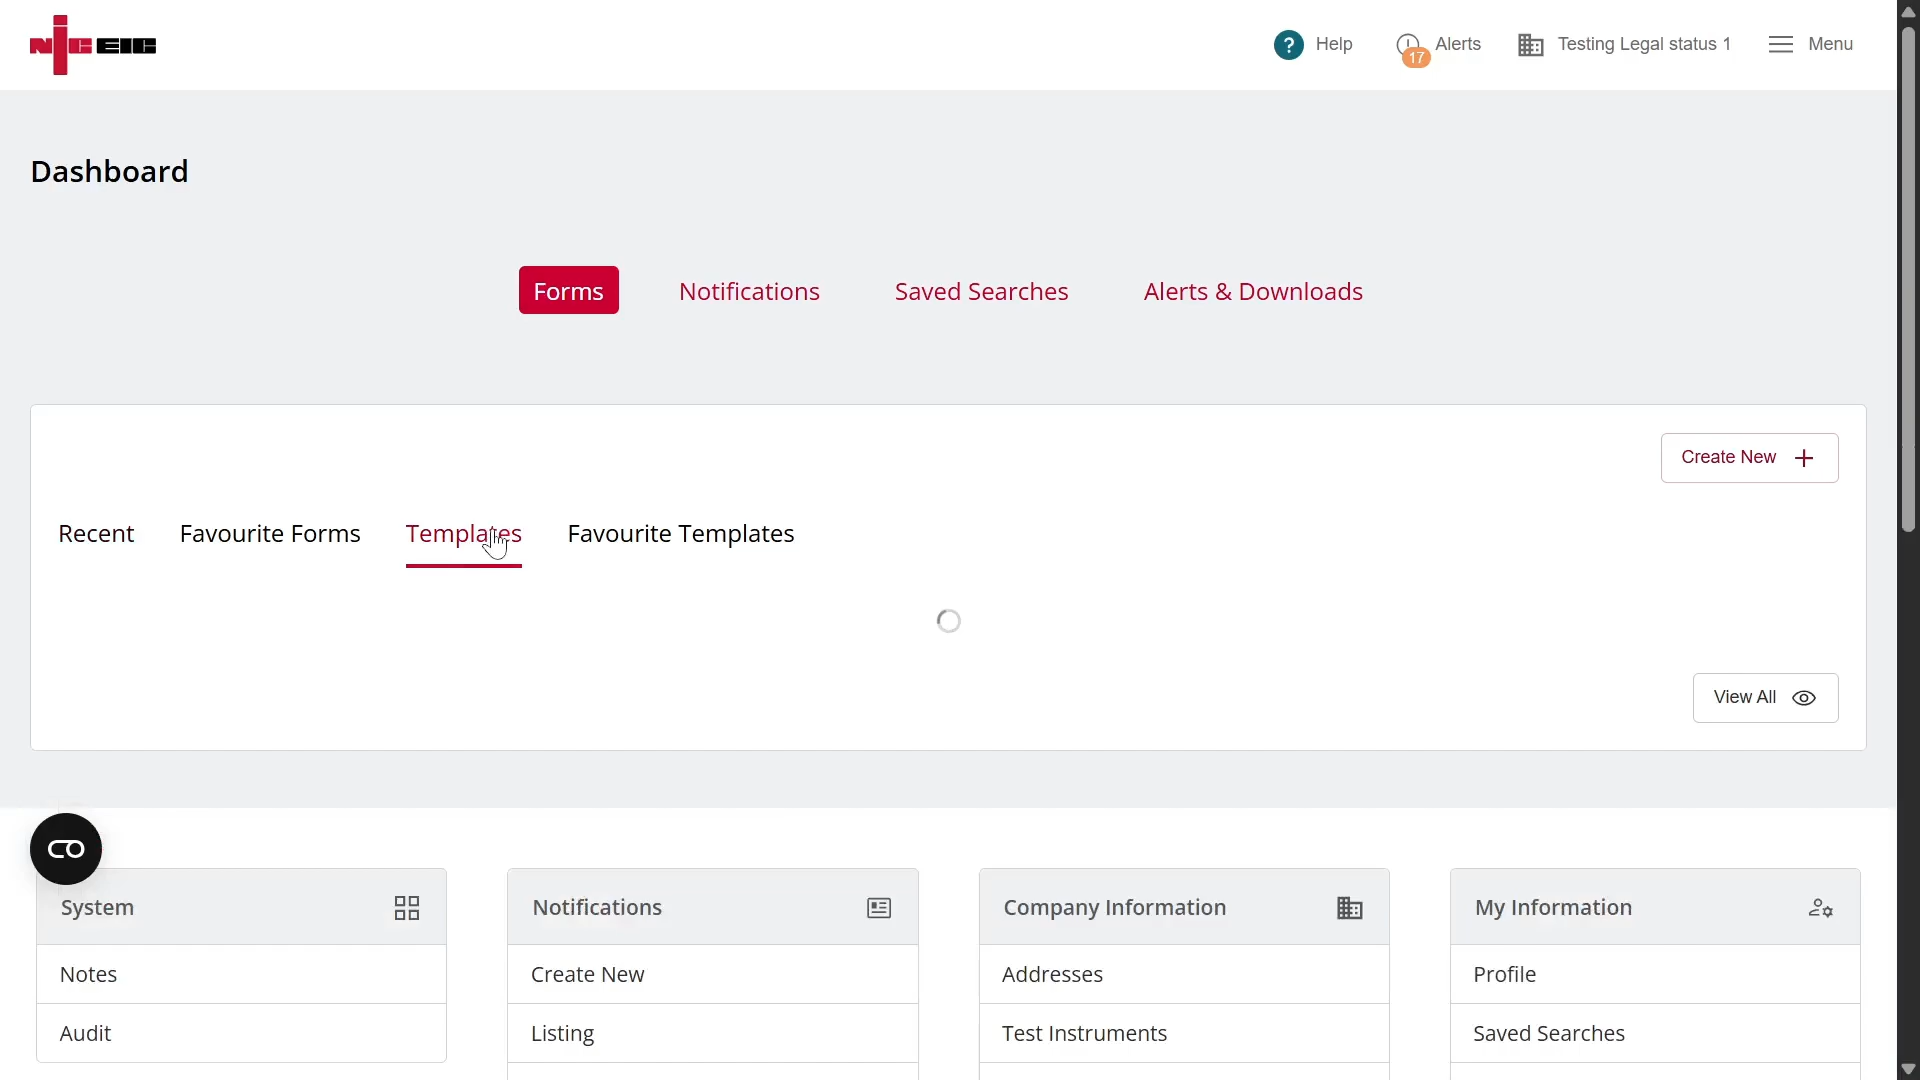 NICEIC
? Help
17 Alerts
Testing Legal status 1
Menu
Dashboard
Forms
Notifications
Saved Searches
Alerts & Downloads
Create New
Recent
Favourite Forms
Templates
Favourite Templates
View All
System
Notes
Audit
Notifications
Create New
Listing
Company Information
Addresses
Test Instruments
My Information
Profile
Saved Searches